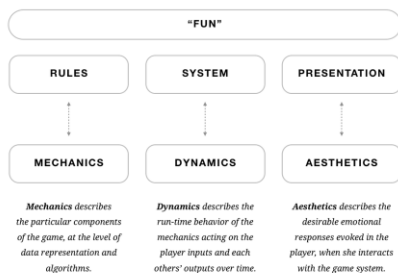 “FUN”
RULES
SYSTEM
PRESENTATION
MECHANICS
DYNAMICS
AESTHETICS
Mechanics describes
the particular components
of the game, at the level of
data representation and
algorithms.
Dynamics describes the
run-time behavior of the
mechanics acting on the
player inputs and each
others’ outputs over time.
Aesthetics describes the
desirable emotional
responses evoked in the
player, when she interacts
with the game system.